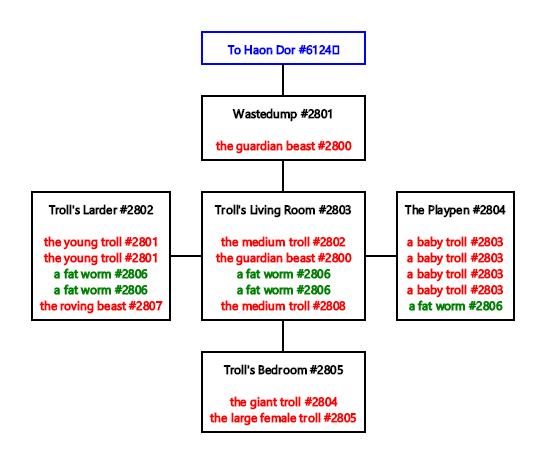 To Haon Dor #6124
Wastedump #2801
the guardian beast #2800
Troll's Larder #2802
the young troll #2801
the young troll #2801
a fat worm #2806
a fat worm #2806
the roving beast #2807
Troll's Living Room #2803
the medium troll #2802
the guardian beast #2800
a fat worm #2806
a fat worm #2806
the medium troll #2808
The Playpen #2804
a baby troll #2803
a baby troll #2803
a baby troll #2803
a baby troll #2803
a fat worm #2806
Troll's Bedroom #2805
the giant troll #2804
the large female troll #2805